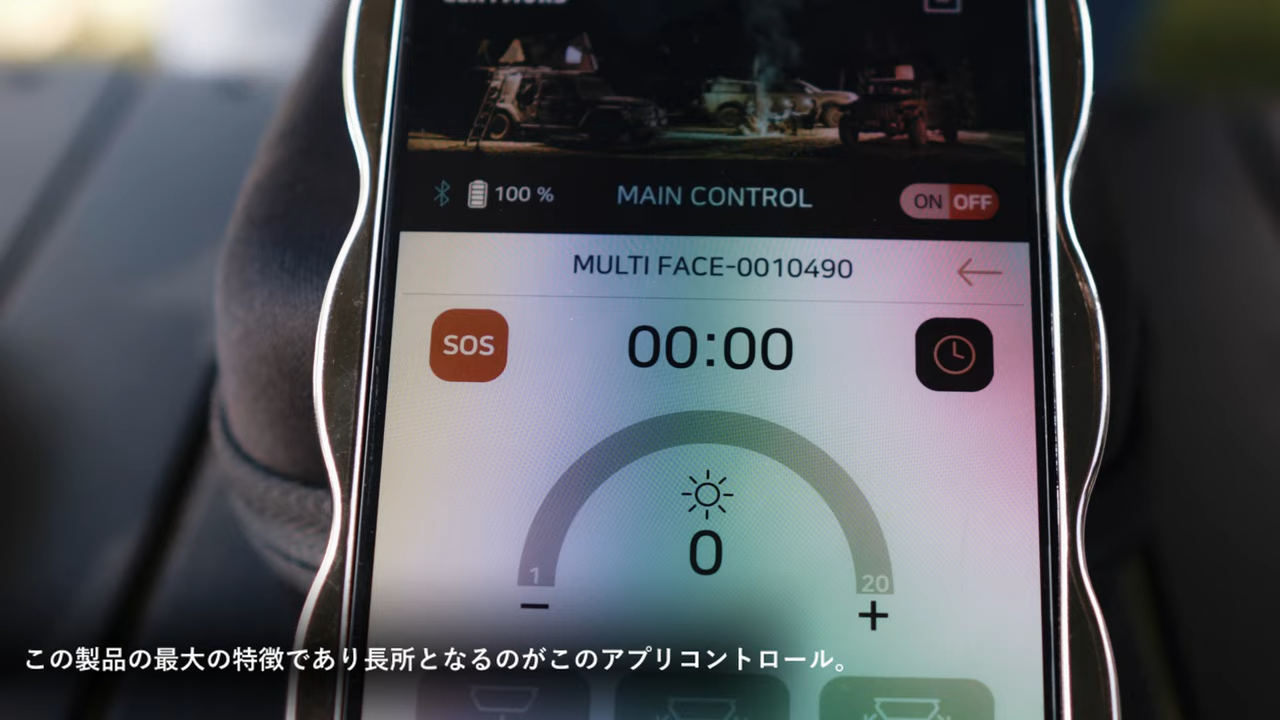 100 %
MAIN CONTROL
ON OFF
MULTI FACE-0010490
SOS
00:00
0
1
20
この製品の最大の特徴であり長所となるのがこのアプリコントロール。